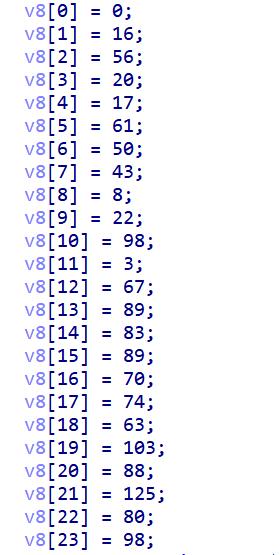 v8[0] = 0;
v8[1] = 16;
v8[2] = 56;
v8[3] = 20;
v8[4] = 17;
v8[5] = 61;
v8[6] = 50;
v8[7] = 43;
v8[8] = 8;
v8[9] = 22;
v8[10] = 98;
v8[11] = 3;
v8[12] = 67;
v8[13] = 89;
v8[14] = 83;
v8[15] = 89;
v8[16] = 70;
v8[17] = 74;
v8[18] = 63;
v8[19] = 103;
v8[20] = 88;
v8[21] = 125;
v8[22] = 80;
v8[23] = 98;